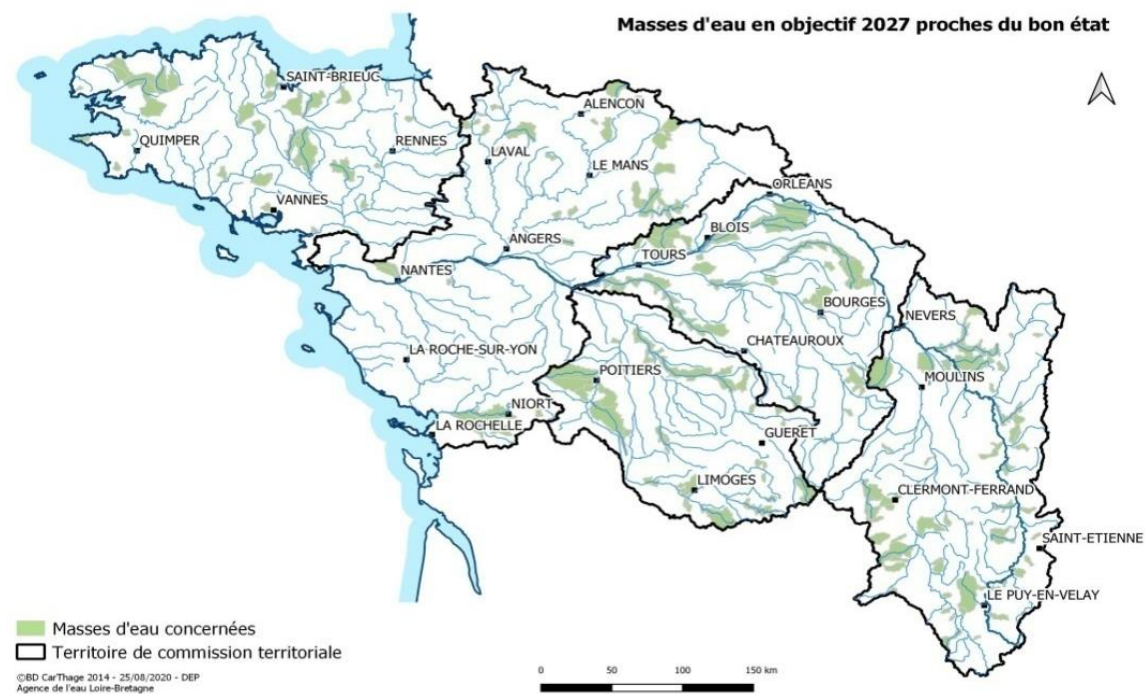 Masses d'eau en objectif 2027 proches du bon état
SAINT-BRIEUC
ALENCON
QUIMPER
RENNES
LAVAL
LE MANS
ORLEANS
VANNES
BLOIS
ANGERS
TOURS
NANTES
BOURGES
NEVERS
CHATEAUROUX
LA ROCHE-SUR-YON
POITIERS
MOULINS
NIORT
LA ROCHELLE
GUERET
LIMOGES
CLERMONT-FERRAND
SAINT-ETIENNE
LE PUY-EN-VELAY
Masses d'eau concernées
Territoire de commission territoriale
©BD CarThage 2014 - 25/08/2020 - DEP
Agence de l'eau Loire-Bretagne
0 50 100 150 km